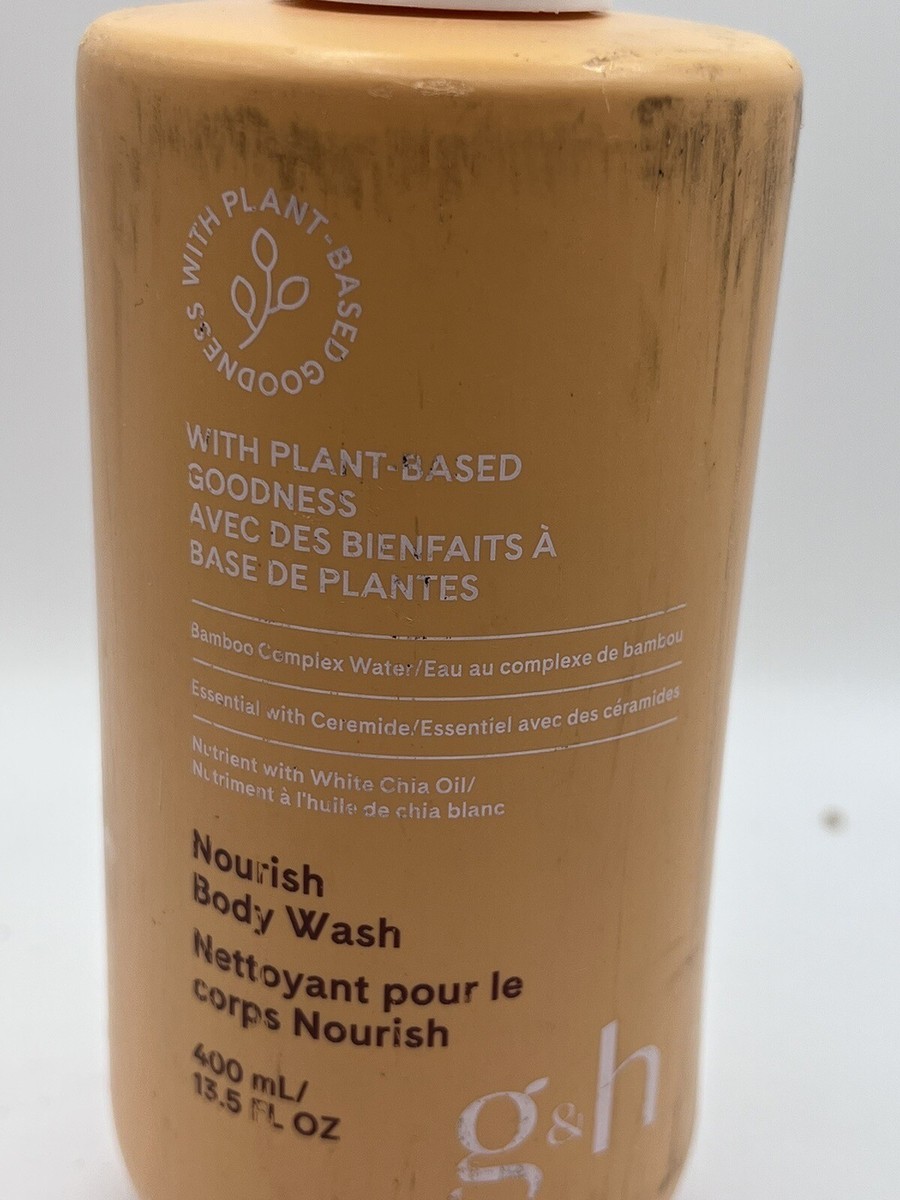 WITH PLANT-BASED GOODNESS
WITH PLANT-BASED
GOODNESS
AVEC DES BIENFAITS À
BASE DE PLANTES
Bamboo Complex Water/Eau au complexe de bambou
Essential with Ceremide/Essentiel avec des céramides
Nutrient with White Chia Oil/
Nutriment à l'huile de chia blanc
Nourish
Body Wash
Nettoyant pour le
corps Nourish
400 mL/
13.5 FL OZ
g&h